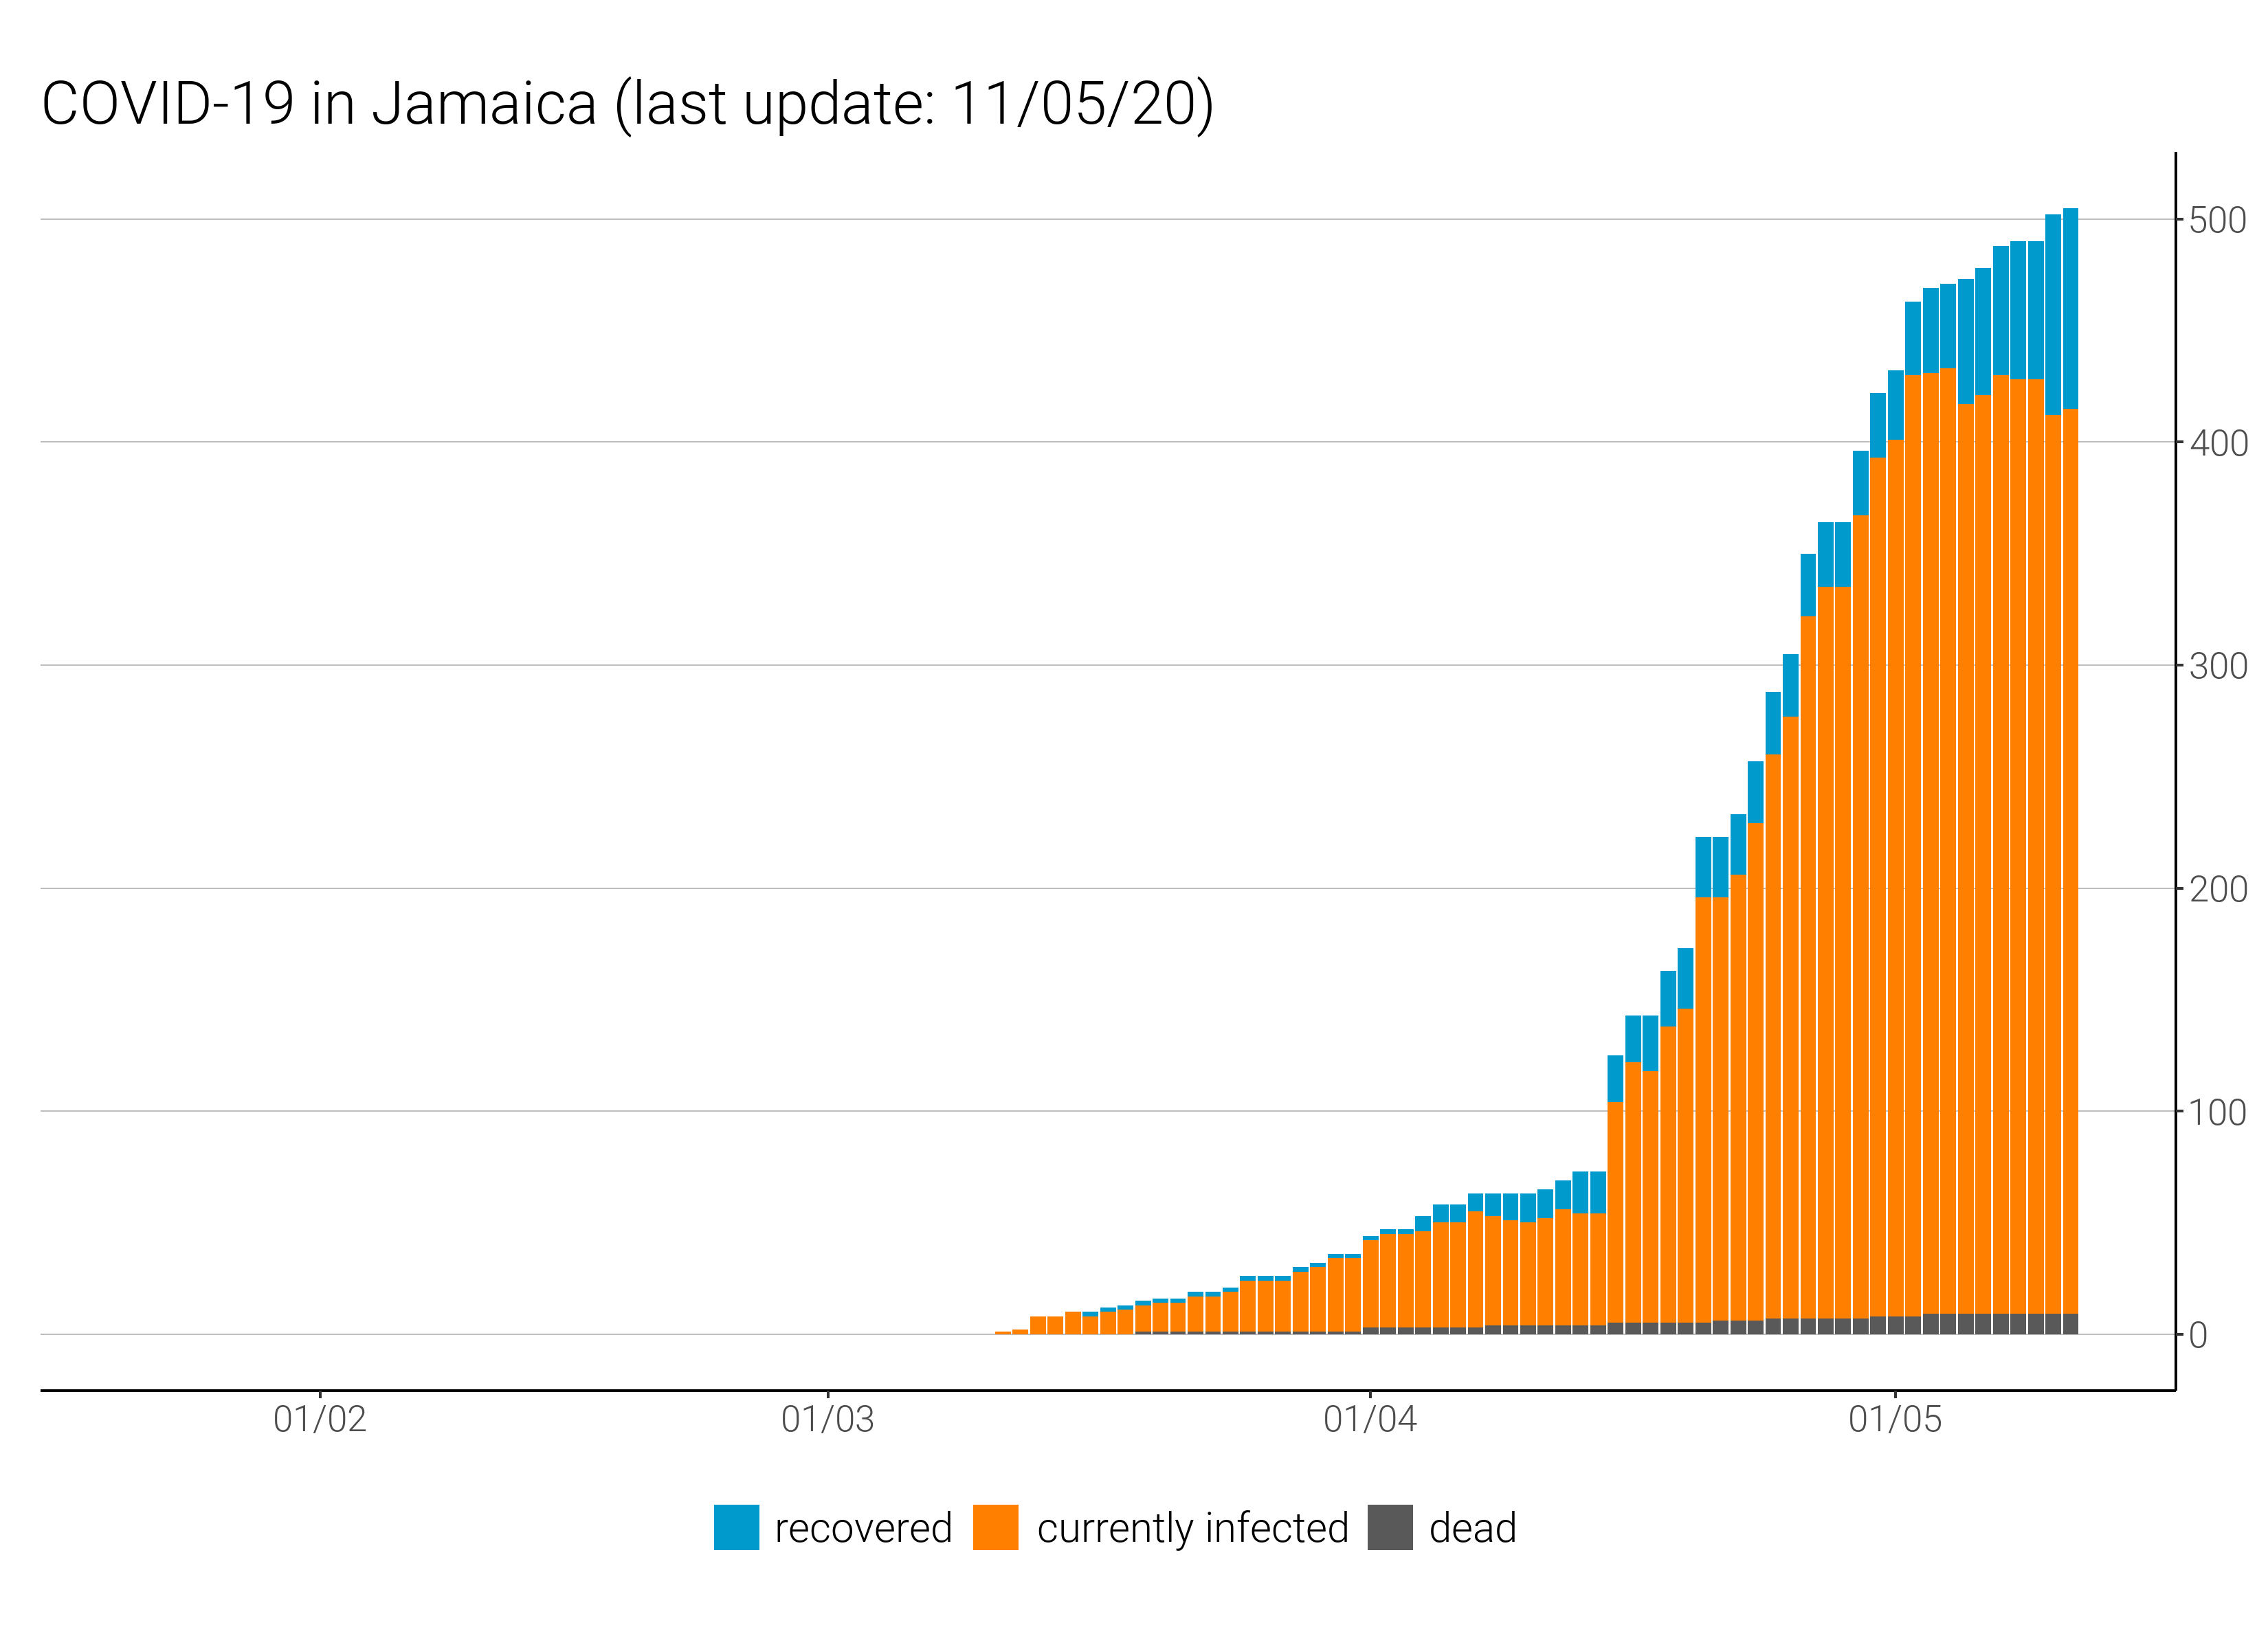 COVID-19 in Jamaica (last update: 11/05/20)
500
400
300
200
100
0
01/02 01/03 01/04 01/05
recovered currently infected dead